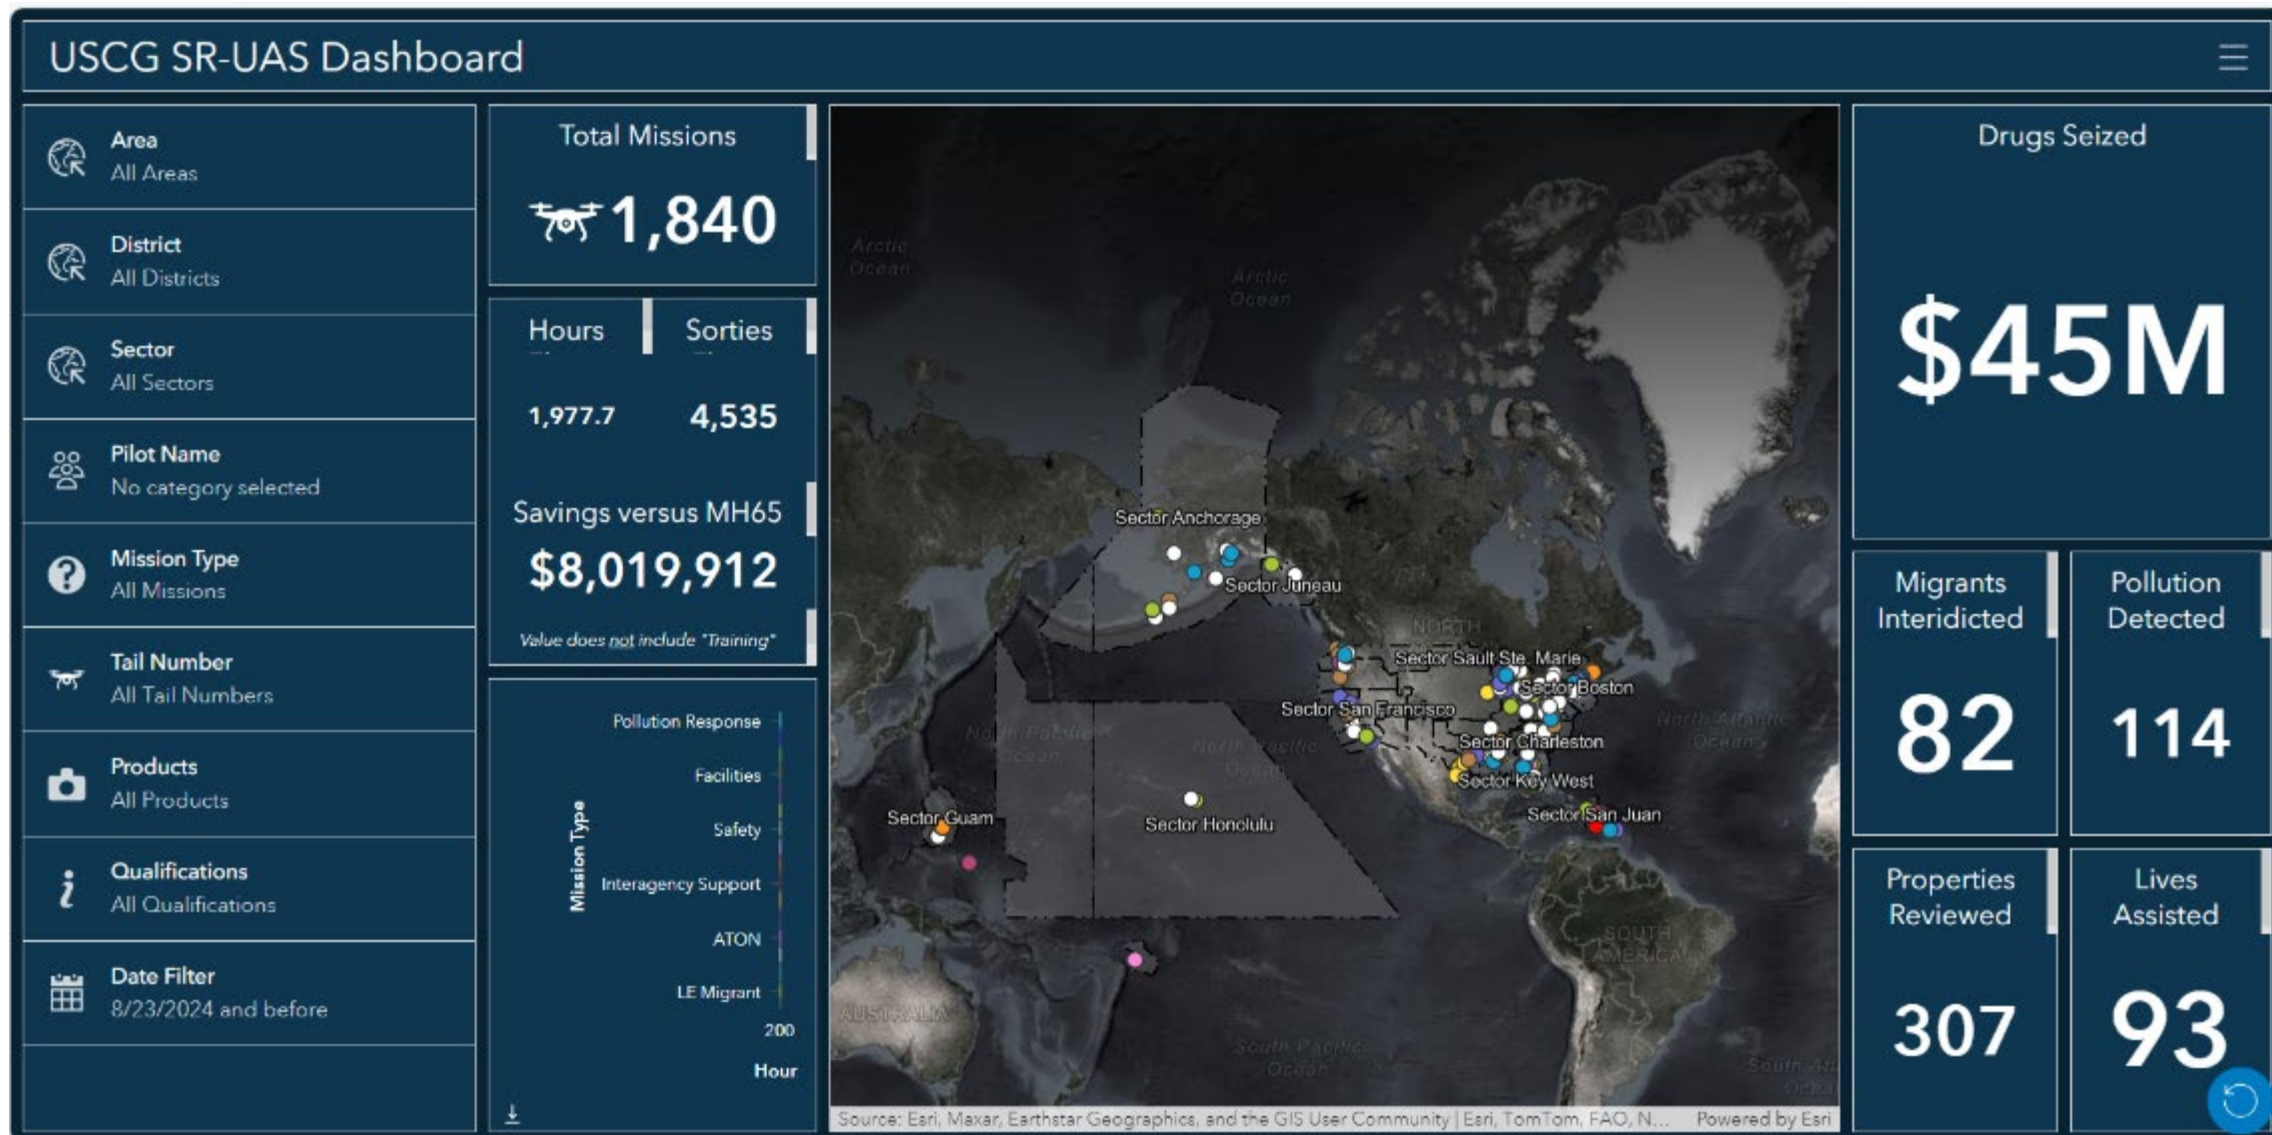 USCG SR-UAS Dashboard
Area
All Areas
District
All Districts
Sector
All Sectors
Pilot Name
No category selected
Mission Type
All Missions
Tail Number
All Tail Numbers
Products
All Products
Qualifications
All Qualifications
Date Filter
8/23/2024 and before
Total Missions
1,840
Hours
Sorties
1,977.7
4,535
Savings versus MH65
$8,019,912
Value does not include "Training"
Mission Type
Pollution Response
Facilities
Safety
Interagency Support
ATON
LE Migrant
200
Hour
Arctic
Ocean
Arctic
Ocean
Sector Anchorage
Sector Juneau
NORTH
Sector Sault Ste. Marie
Sector Boston
Sector San Francisco
North Atlantic
Ocean
North Pacific
Ocean
North Pacific
Ocean
Sector Charleston
Sector Key West
Sector San Juan
Sector Guam
Sector Honolulu
SOUTH
AMERICA
AUSTRALIA
South Pacific
Ocean
Source: Esri, Maxar, Earthstar Geographics, and the GIS User Community | Esri, TomTom, FAO, N...
Powered by Esri
Drugs Seized
$45M
Migrants
Interidicted
82
Pollution
Detected
114
Properties
Reviewed
307
Lives
Assisted
93